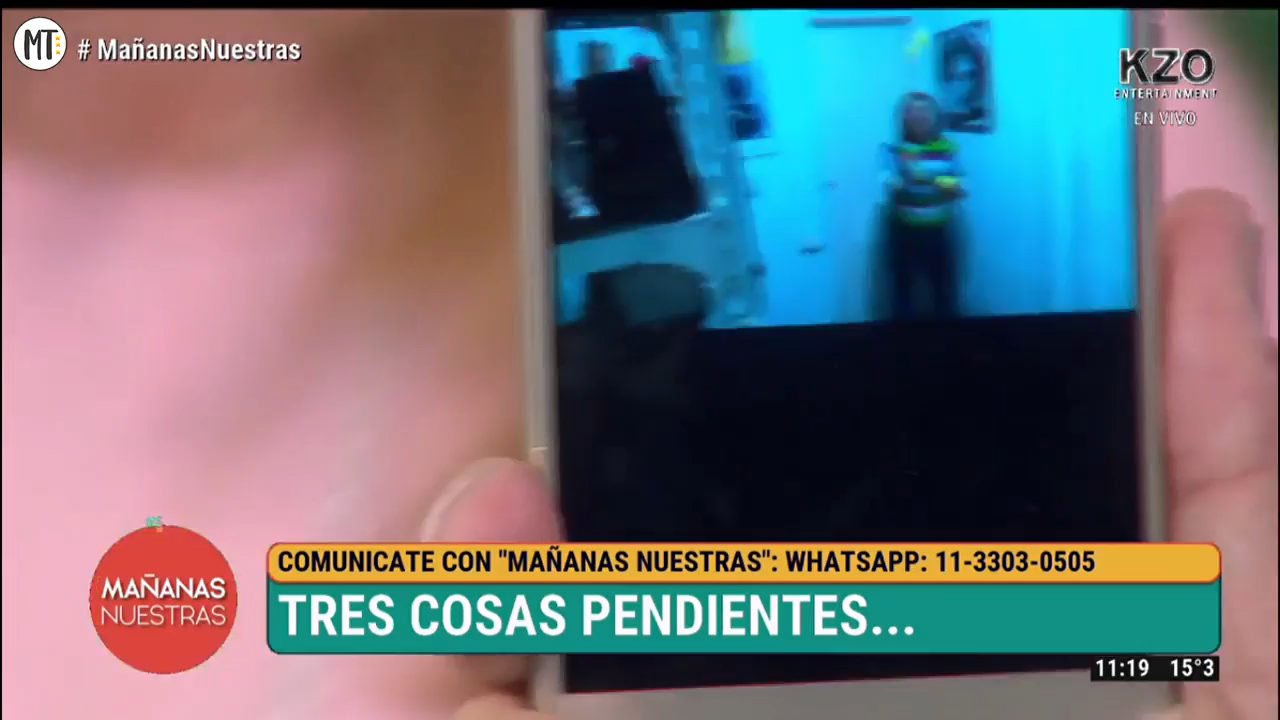 MT
# MañanasNuestras
KZO
ENTERTAINMENT
EN VIVO
MAÑANAS
NUESTRAS
COMUNICATE CON "MAÑANAS NUESTRAS": WHATSAPP: 11-3303-0505
TRES COSAS PENDIENTES...
11:19 15°3